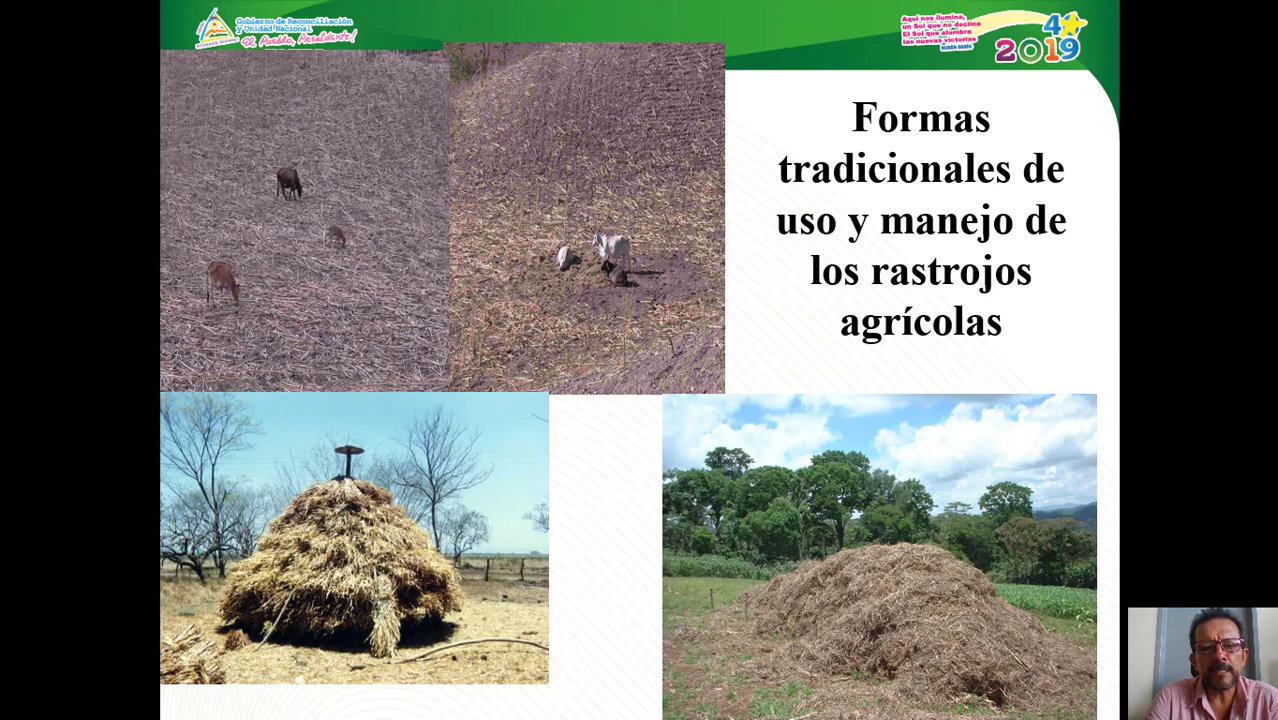 Gobierno de Reconciliación
y Unidad Nacional
El Pueblo, Presidente!
Aquí nos ilumina,
un Sol que no declina
El Sol que alumbra
las nuevas victorias
RUBÉN DARÍO
4
2019
Formas
tradicionales de
uso y manejo de
los rastrojos
agrícolas